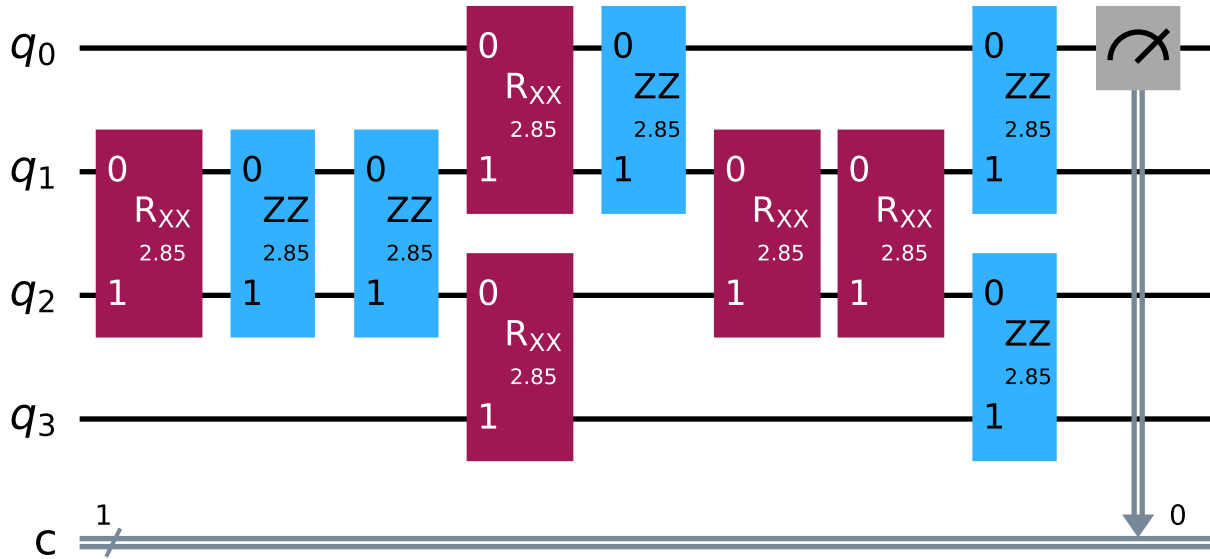 q0 0 0 0
RXX ZZ ZZ
2.85 2.85 2.85
q1 0 0 0 1 1 0 0 1
RXX ZZ ZZ RXX RXX
2.85 2.85 2.85 2.85 2.85
q2 1 1 1 0 1 1 0
RXX ZZ
2.85 2.85
q3 1 1
1 0
c